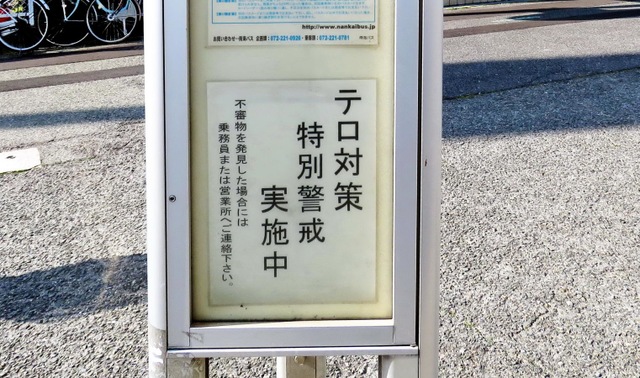 http://www.nankaibus.jp
テロ対策
特別警戒
実施中
不審物を発見した場合には
乗務員または営業所へご連絡下さい。